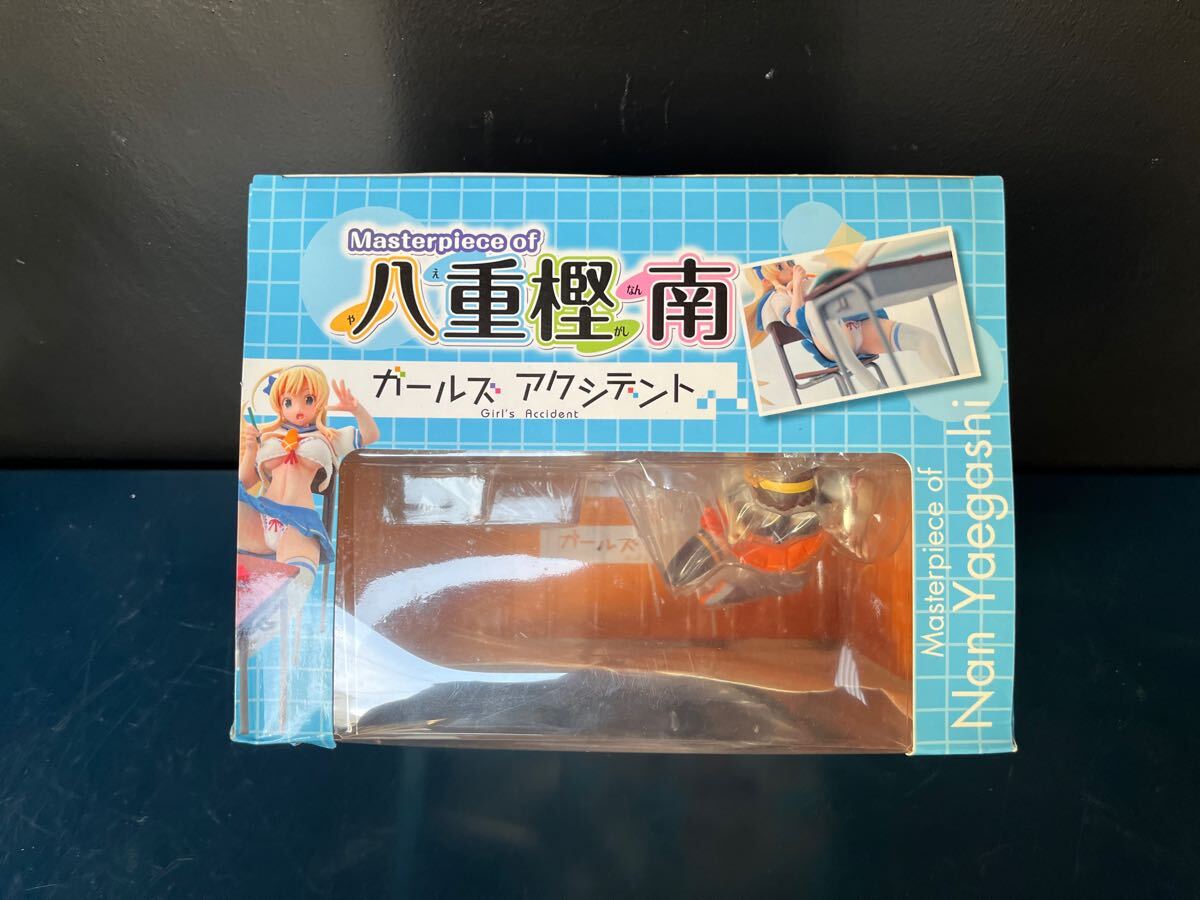 Masterpiece of
八重樫南
や え がし なん
ガールズ アクシデント
Girl's Accident
ガールズ
Masterpiece of
Nan Yaegashi